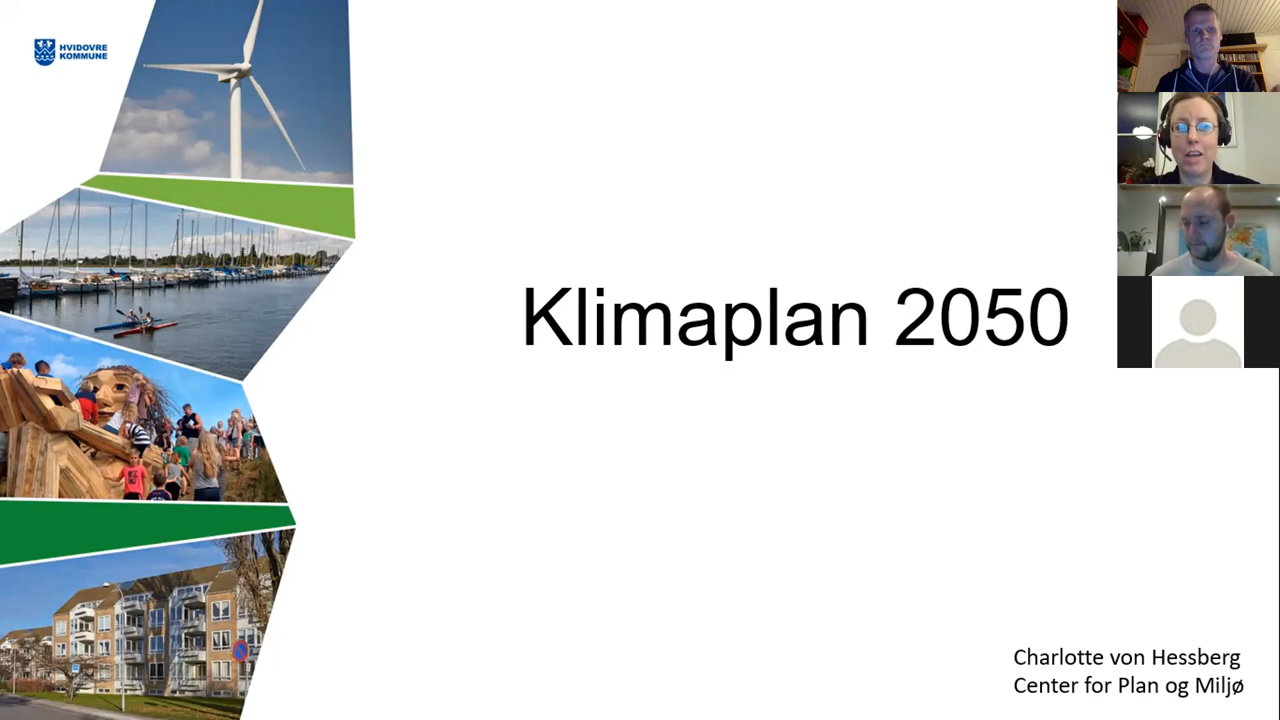 HVIDOVRE
KOMMUNE
Klimaplan 2050
Charlotte von Hessberg
Center for Plan og Miljø